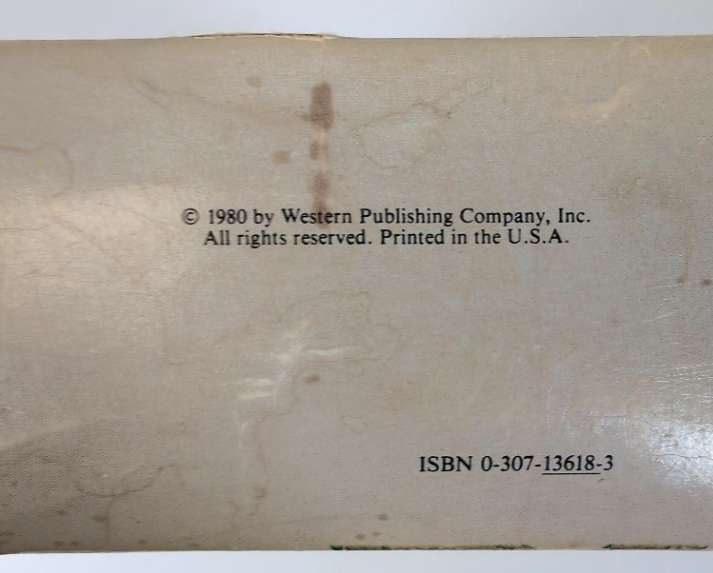 © 1980 by Western Publishing Company, Inc.
All rights reserved. Printed in the U.S.A.
ISBN 0-307-13618-3